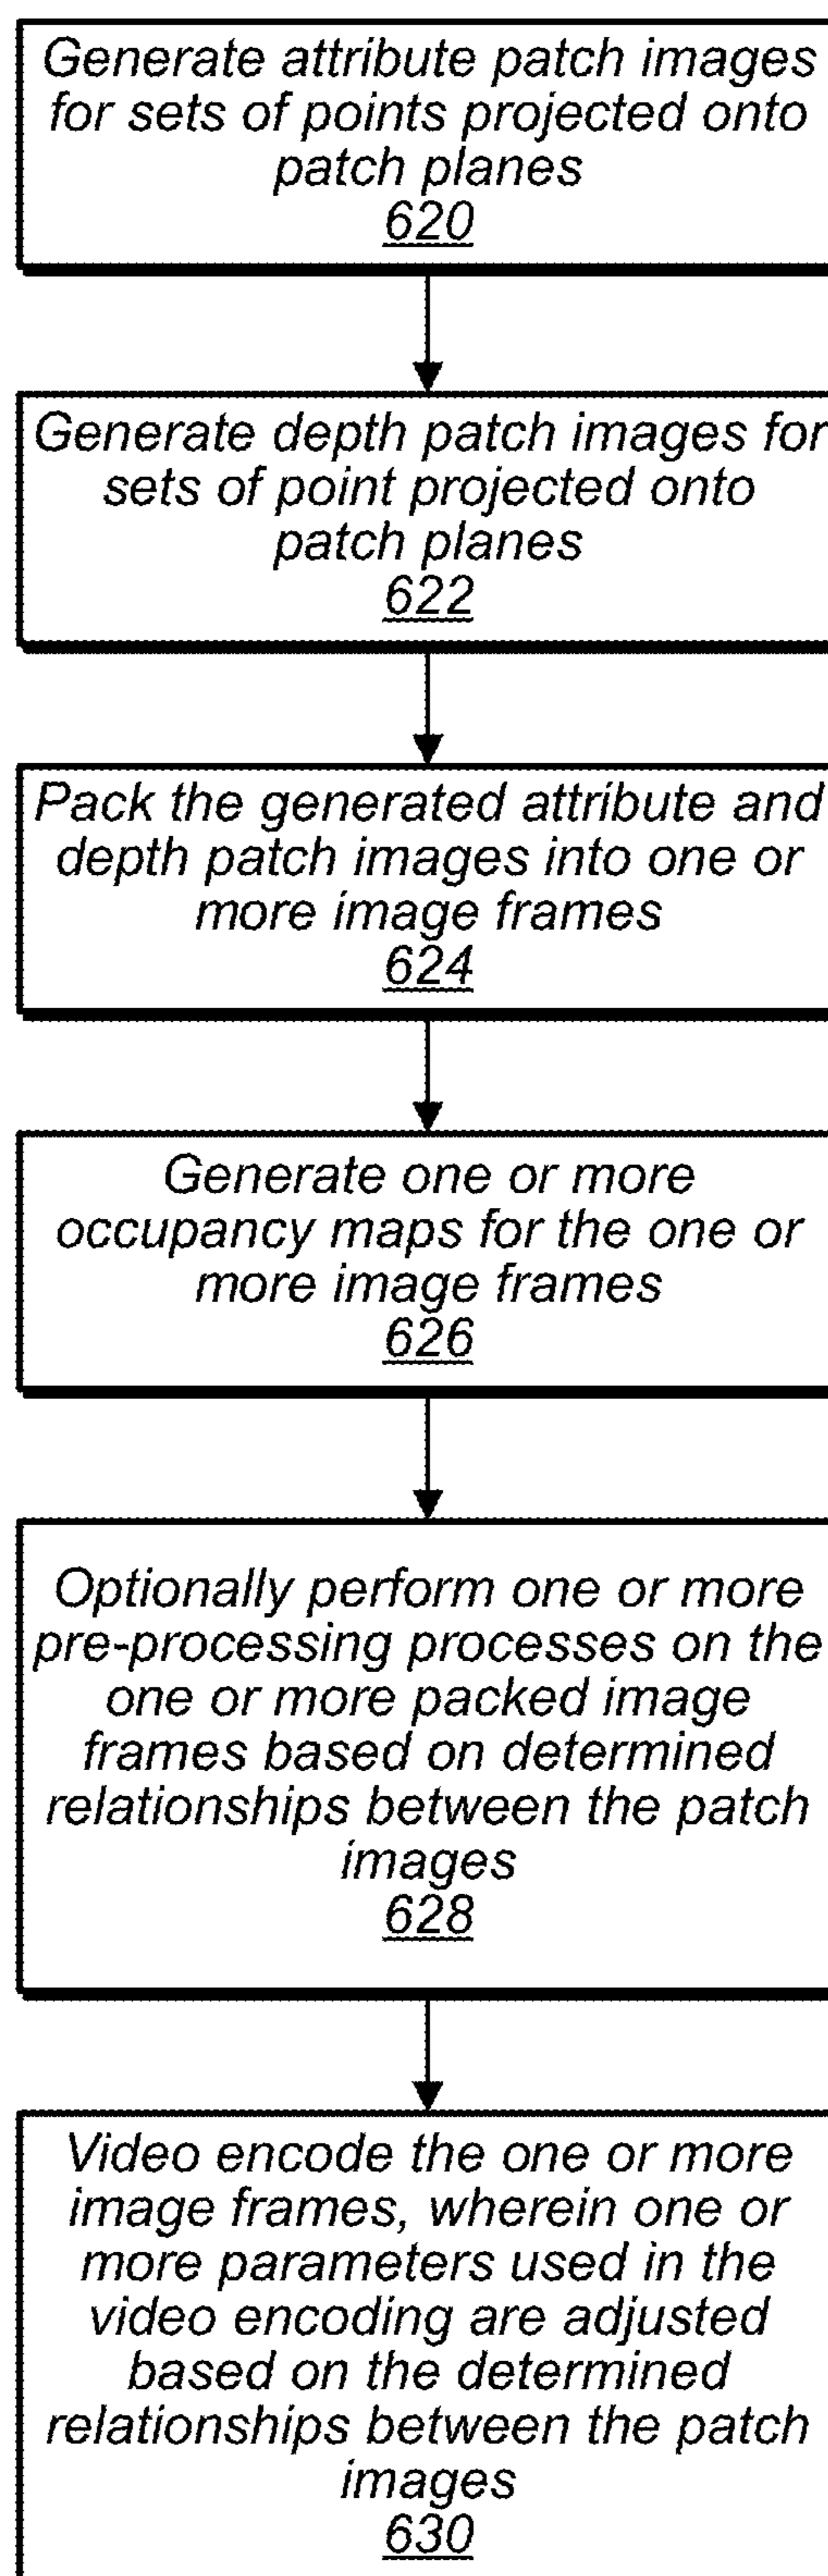 Generate attribute patch images
for sets of points projected onto
patch planes
620
Generate depth patch images for
sets of point projected onto
patch planes
622
Pack the generated attribute and
depth patch images into one or
more image frames
624
Generate one or more
occupancy maps for the one or
more image frames
626
Optionally perform one or more
pre-processing processes on the
one or more packed image
frames based on determined
relationships between the patch
images
628
Video encode the one or more
image frames, wherein one or
more parameters used in the
video encoding are adjusted
based on the determined
relationships between the patch
images
630